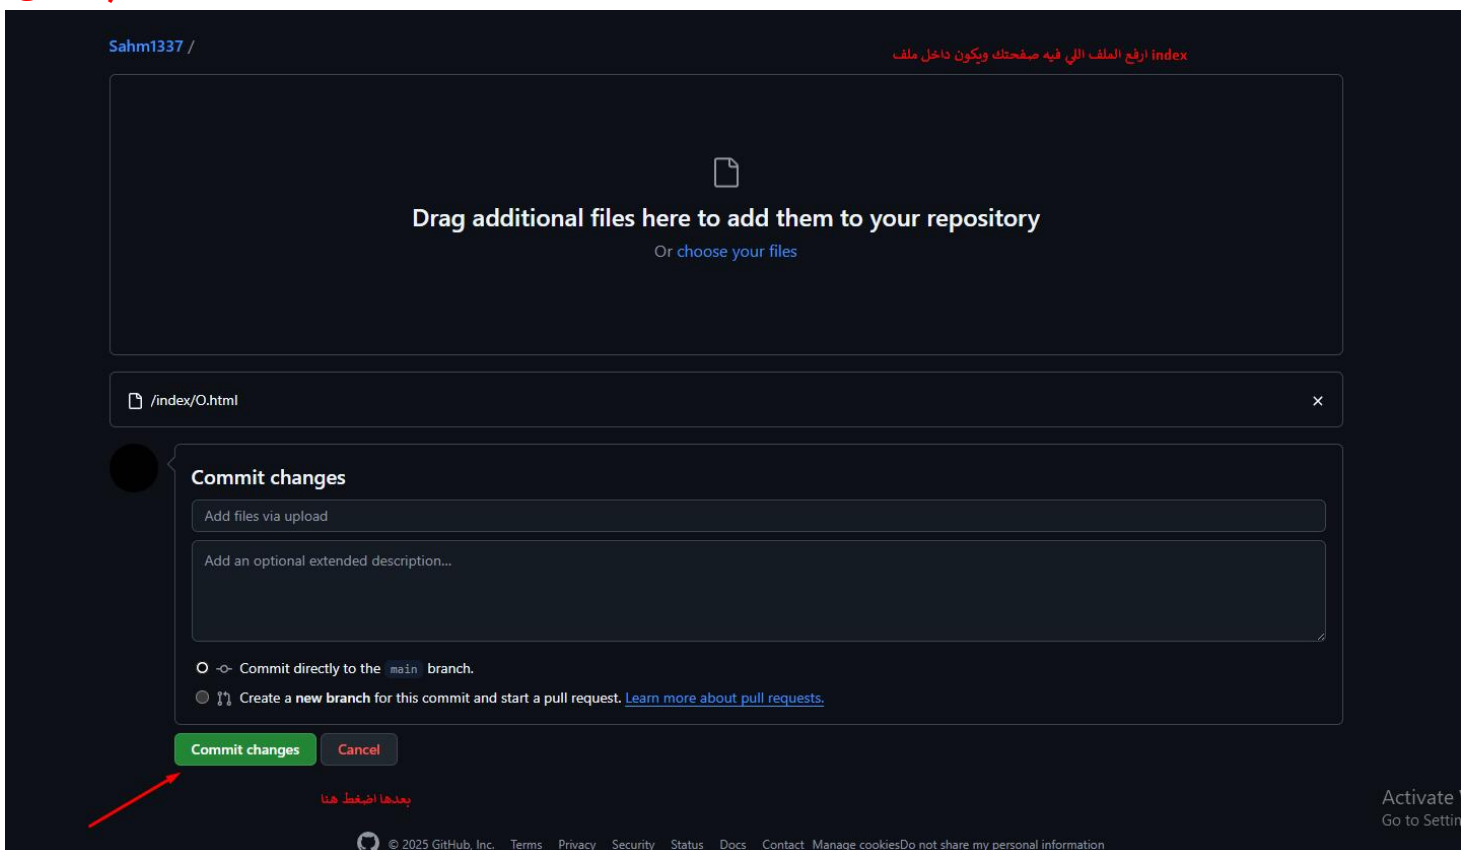 Sahm1337 /
ارفع الملف اللي فيه صفحتك ويكون داخل ملف index
Drag additional files here to add them to your repository
Or choose your files
/index/O.html
Commit changes
Add files via upload
Add an optional extended description...
Commit directly to the main branch.
Create a new branch for this commit and start a pull request. Learn more about pull requests.
Commit changes
Cancel
بعدها اضغط هنا
Activate
Go to Settin
© 2025 GitHub, Inc. Terms Privacy Security Status Docs Contact Manage cookies Do not share my personal information